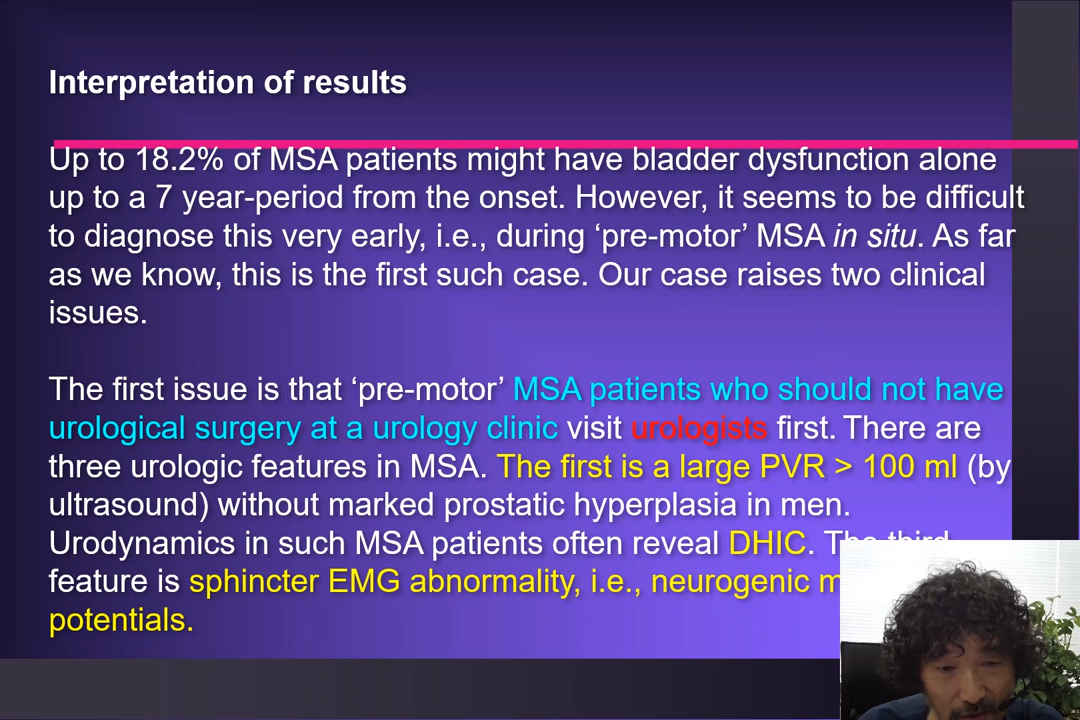 Interpretation of results
Up to 18.2% of MSA patients might have bladder dysfunction alone
up to a 7 year-period from the onset. However, it seems to be difficult
to diagnose this very early, i.e., during ‘pre-motor’ MSA in situ. As far
as we know, this is the first such case. Our case raises two clinical
issues.
The first issue is that ‘pre-motor’ MSA patients who should not have
urological surgery at a urology clinic visit urologists first. There are
three urologic features in MSA. The first is a large PVR > 100 ml (by
ultrasound) without marked prostatic hyperplasia in men.
Urodynamics in such MSA patients often reveal DHIC. The third
feature is sphincter EMG abnormality, i.e., neurogenic
potentials.